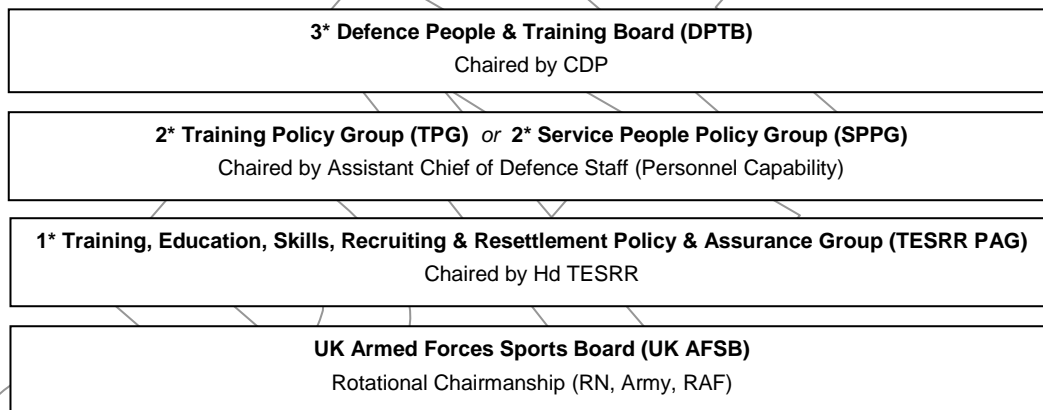 3* Defence People & Training Board (DPTB)
Chaired by CDP
2* Training Policy Group (TPG) or 2* Service People Policy Group (SPPG)
Chaired by Assistant Chief of Defence Staff (Personnel Capability)
1* Training, Education, Skills, Recruiting & Resettlement Policy & Assurance Group (TESRR PAG)
Chaired by Hd TESRR
UK Armed Forces Sports Board (UK AFSB)
Rotational Chairmanship (RN, Army, RAF)